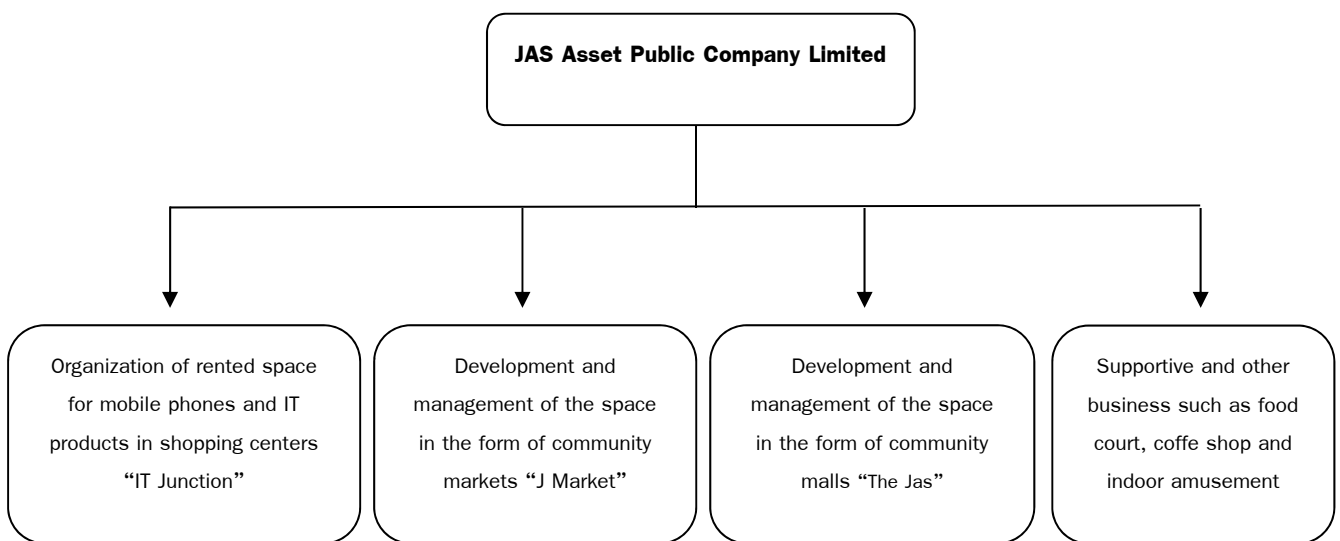 JAS Asset Public Company Limited
Organization of rented space
for mobile phones and IT
products in shopping centers
“IT Junction”
Development and
management of the space
in the form of community
markets “J Market”
Development and
management of the space
in the form of community
malls “The Jas”
Supportive and other
business such as food
court, coffe shop and
indoor amusement